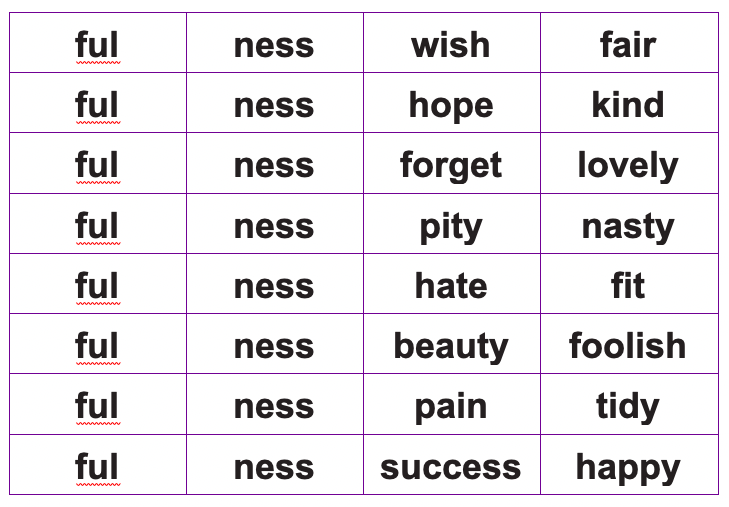 ful ness wish fair
ful ness hope kind
ful ness forget lovely
ful ness pity nasty
ful ness hate fit
ful ness beauty foolish
ful ness pain tidy
ful ness success happy